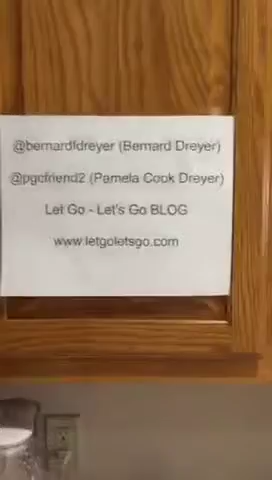 @bernardfdreyer (Bernard Dreyer)
@pgcfriend2 (Pamela Cook Dreyer)
Let Go - Let's Go BLOG
www.letgoletsgo.com